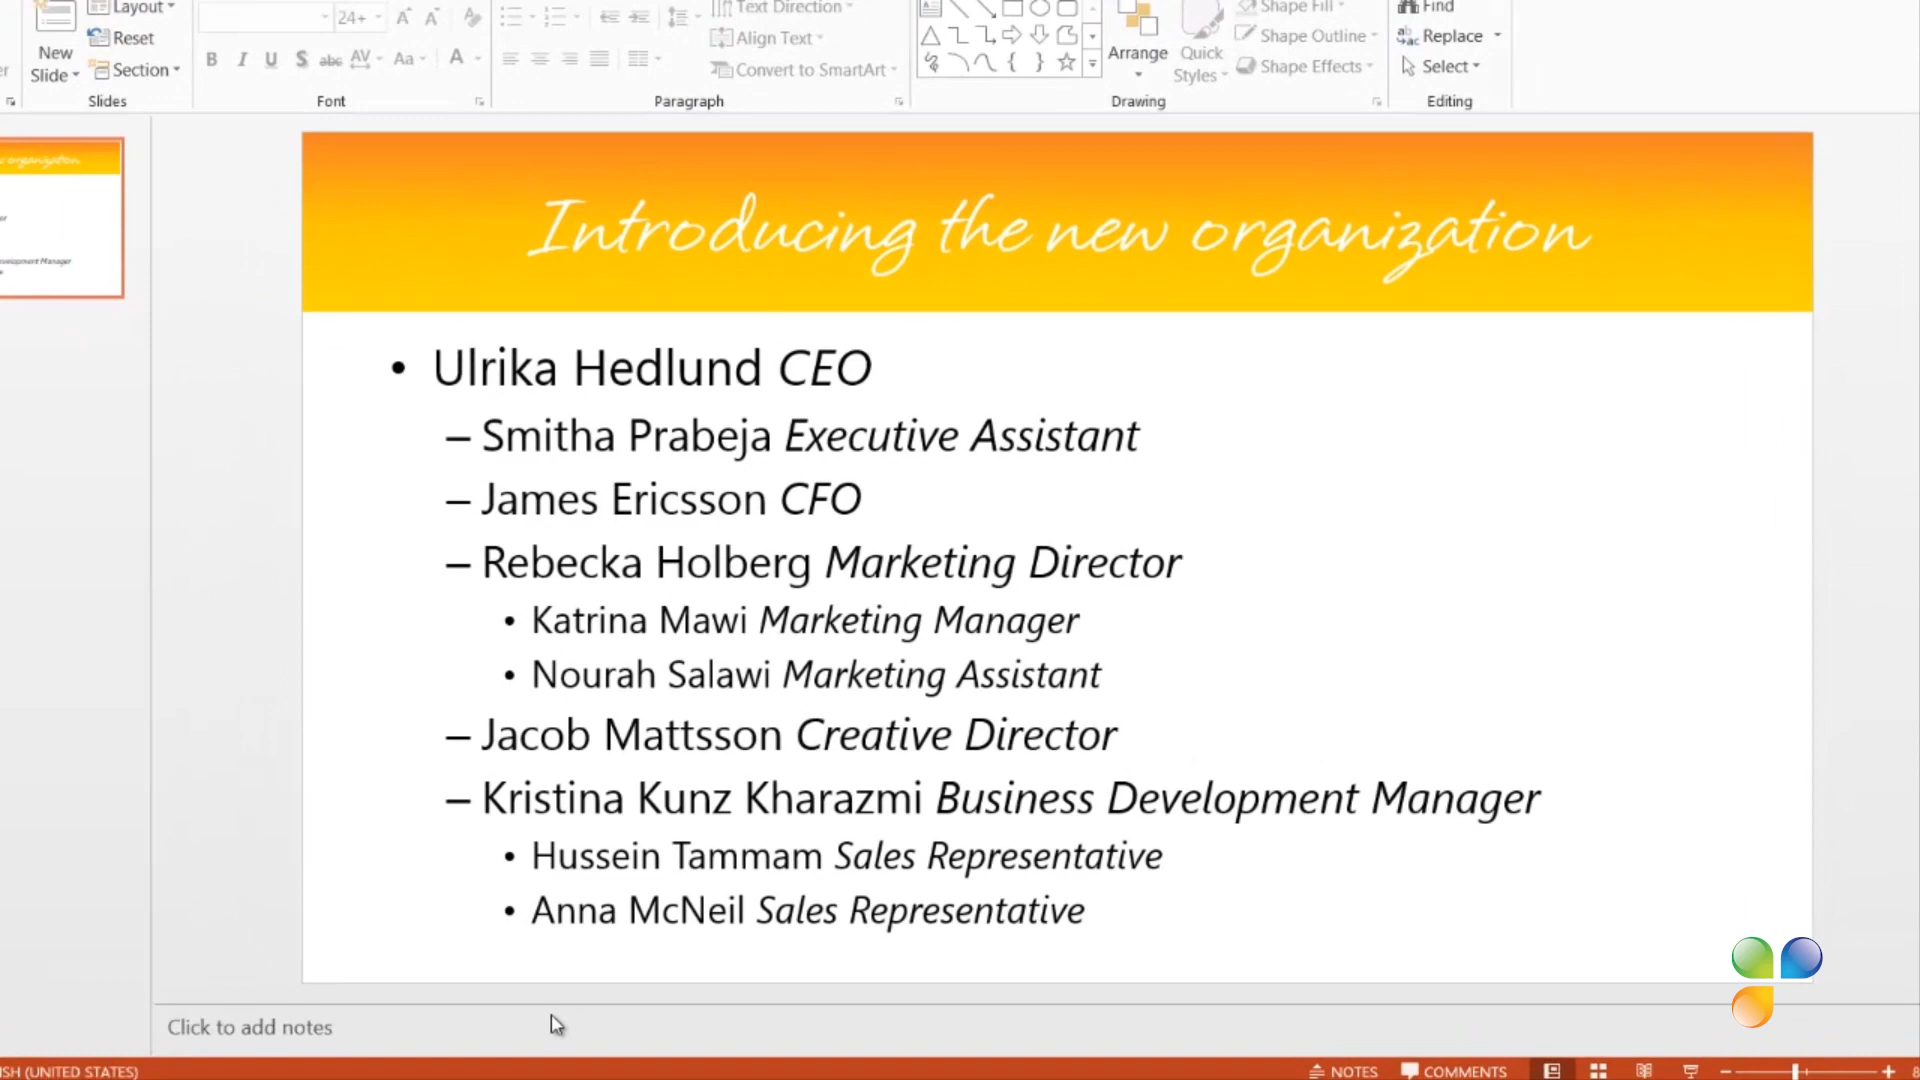 Layout
24+
Text Direction
Shape Fill
Find
New
Slide
Reset
Section
B I U S abc AV Aa A
Align Text
Convert to SmartArt
Arrange
Quick
Styles
Shape Outline
Shape Effects
Replace
Select
Slides
Font
Paragraph
Drawing
Editing
Introducing the new organization
• Ulrika Hedlund CEO
– Smitha Prabeja Executive Assistant
– James Ericsson CFO
– Rebecka Holberg Marketing Director
• Katrina Mawi Marketing Manager
• Nourah Salawi Marketing Assistant
– Jacob Mattsson Creative Director
– Kristina Kunz Kharazmi Business Development Manager
• Hussein Tammam Sales Representative
• Anna McNeil Sales Representative
Click to add notes
(UNITED STATES)
NOTES
COMMENTS